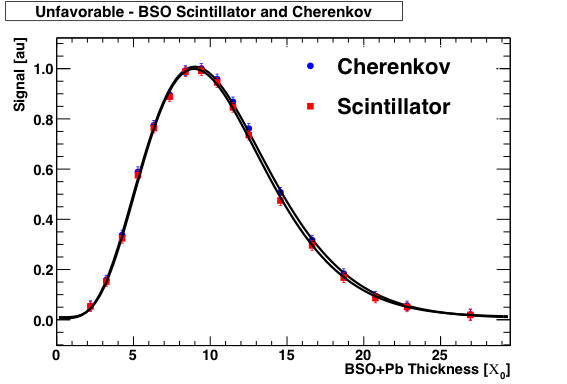 Unfavorable - BSO Scintillator and Cherenkov
Signal [au]
1.0
0.8
0.6
0.4
0.2
0.0
Cherenkov
Scintillator
0 5 10 15 20 25
BSO+Pb Thickness [X₀]